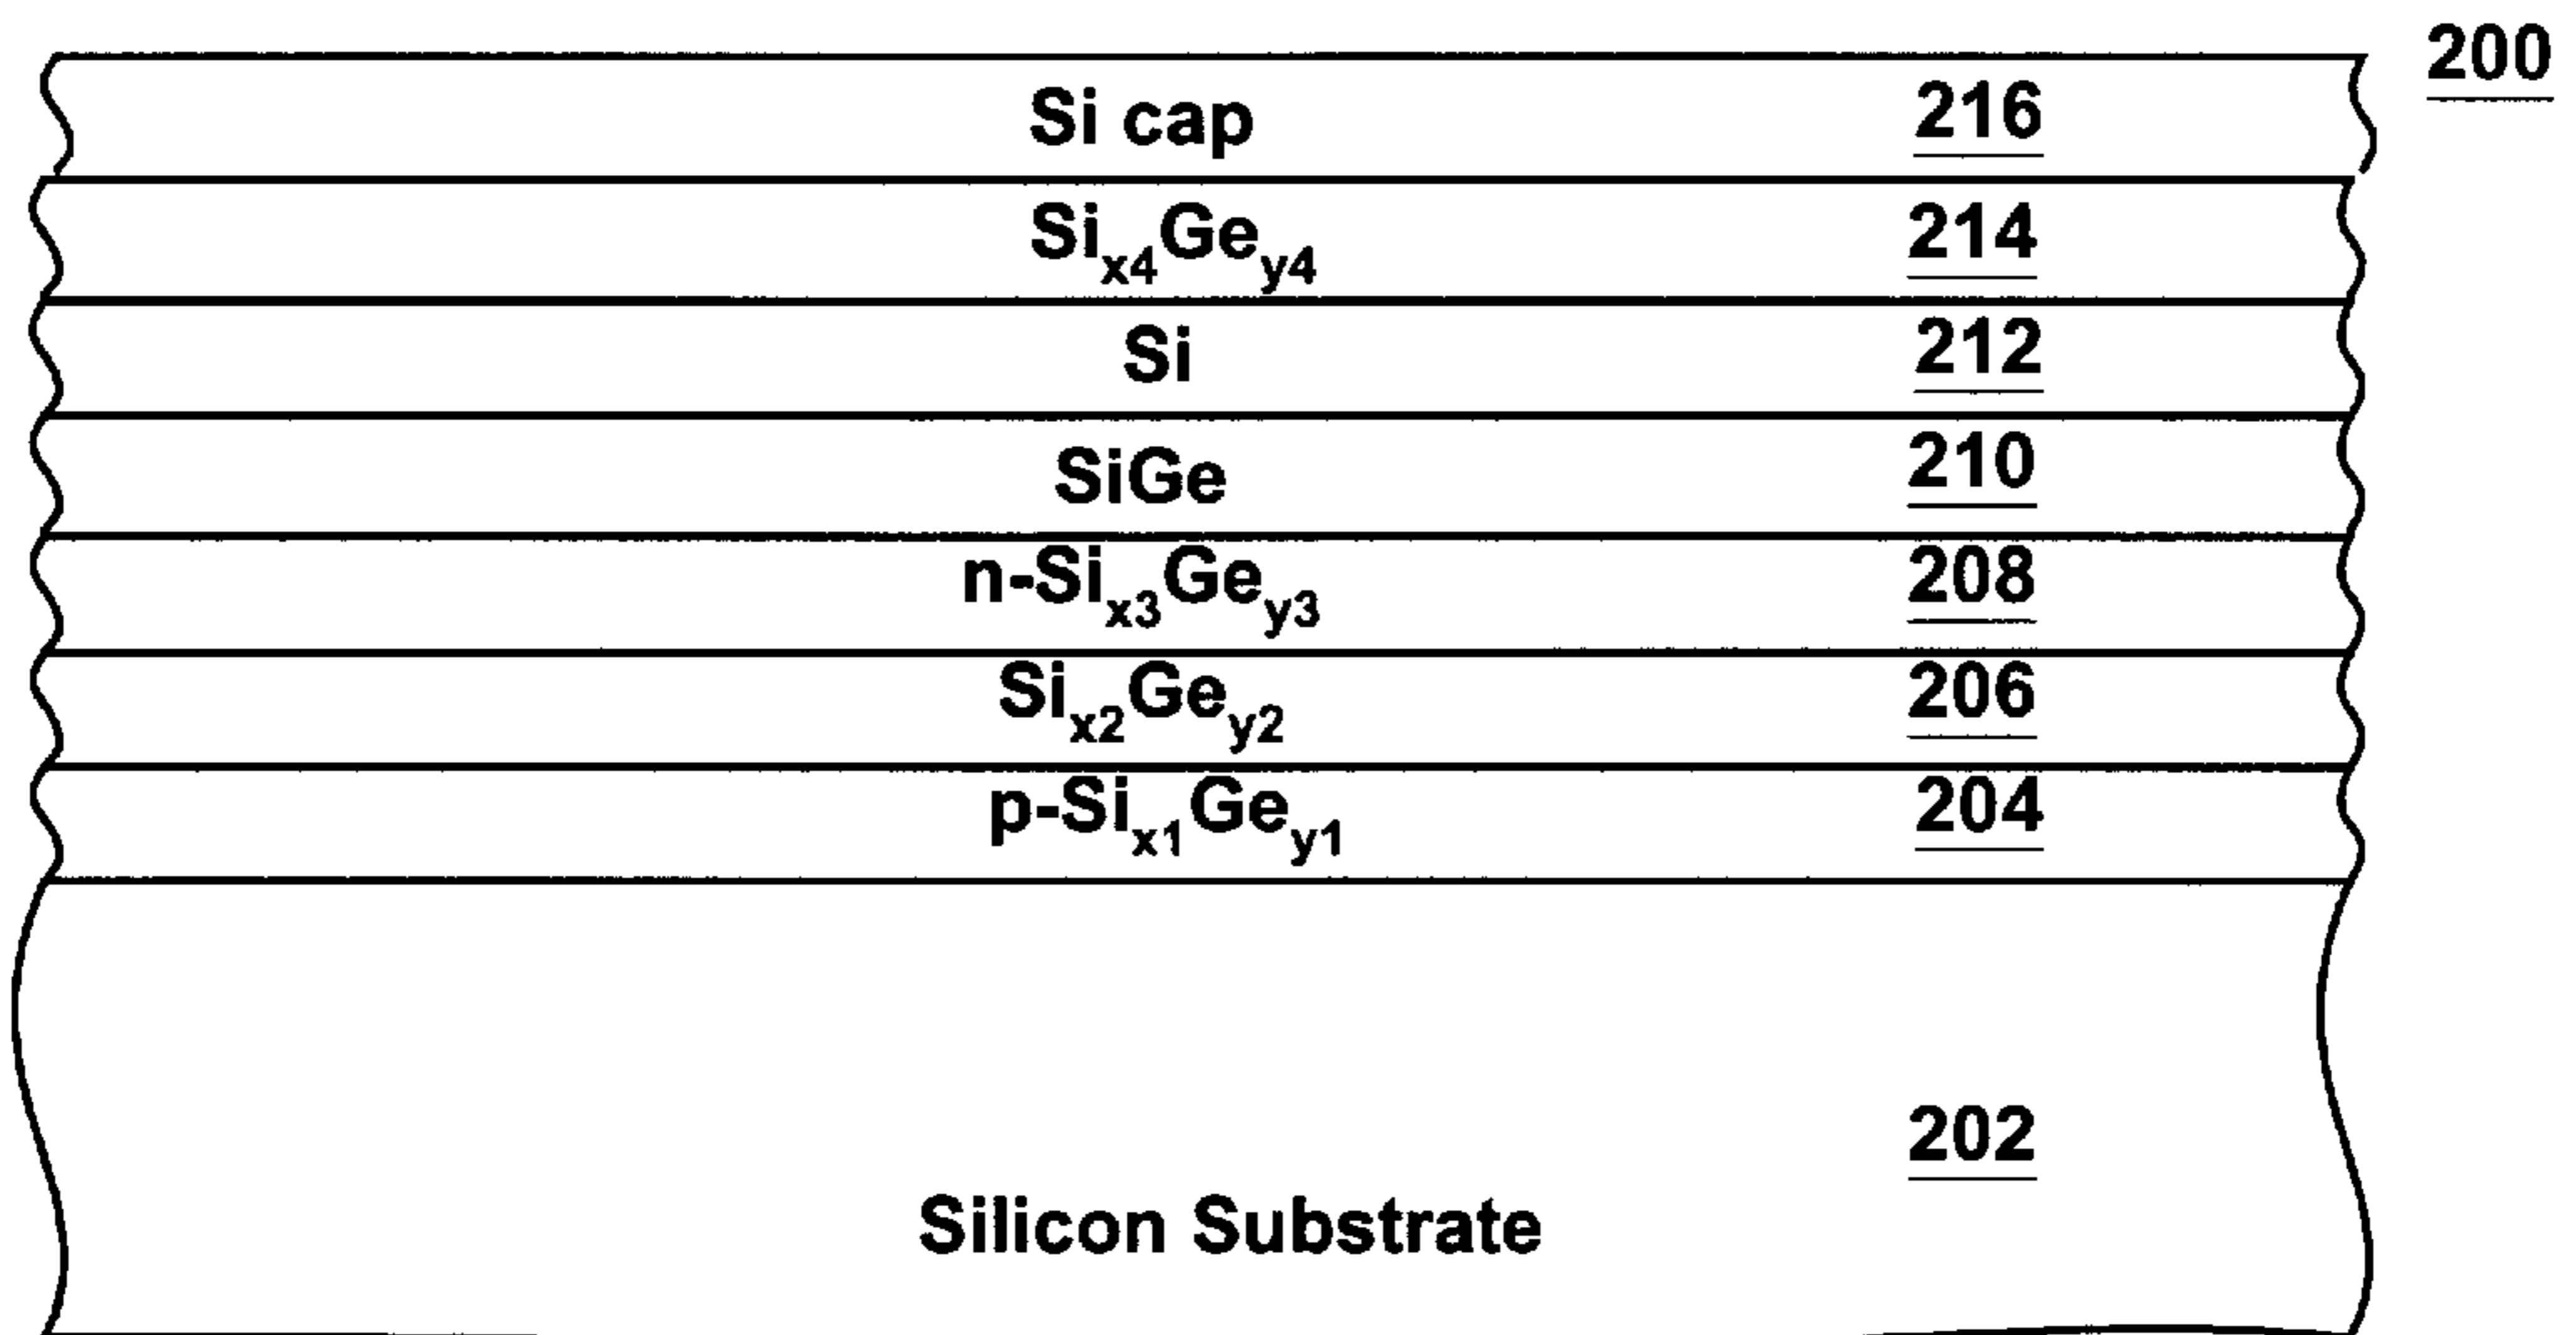 200
Si cap 216
Six4Gey4 214
Si 212
SiGe 210
n-Six3Gey3 208
Six2Gey2 206
p-Six1Gey1 204
202
Silicon Substrate